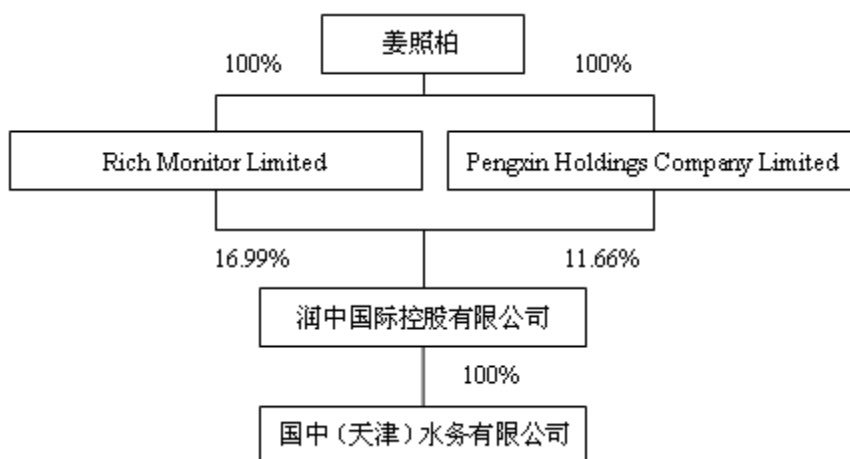 姜照柏
100%
100%
Rich Monitor Limited
Pengxin Holdings Company Limited
16.99%
11.66%
润中国际控股有限公司
100%
国中（天津）水务有限公司